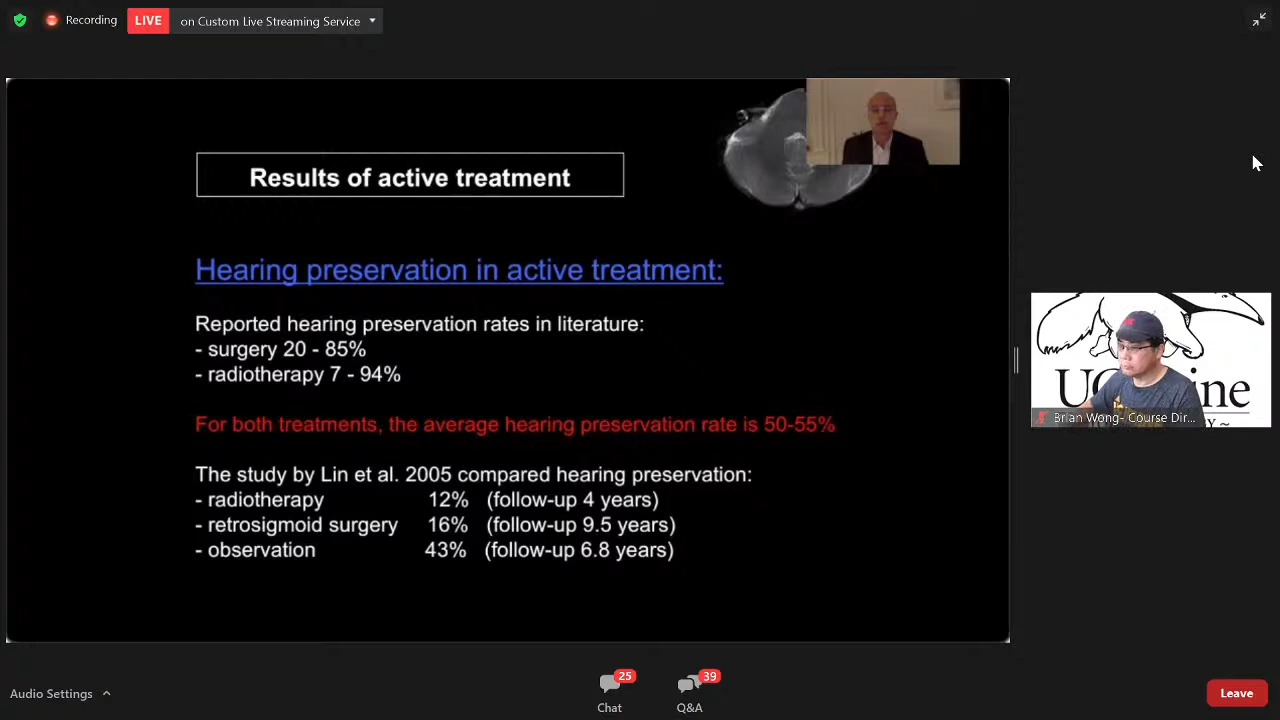 Recording
LIVE
on Custom Live Streaming Service
Results of active treatment
Hearing preservation in active treatment:
Reported hearing preservation rates in literature:
- surgery 20 - 85%
- radiotherapy 7 - 94%
For both treatments, the average hearing preservation rate is 50-55%
The study by Lin et al. 2005 compared hearing preservation:
- radiotherapy 12% (follow-up 4 years)
- retrosigmoid surgery 16% (follow-up 9.5 years)
- observation 43% (follow-up 6.8 years)
Brian Wong- Course Dir...
Audio Settings
25
Chat
39
Q&A
Leave